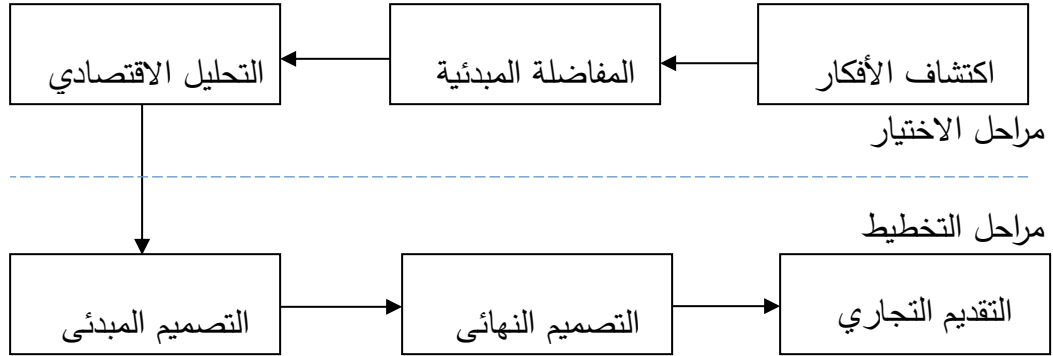 اكتشاف الأفكار
المفاضلة المبدئية
التحليل الاقتصادي
مراحل الاختيار
مراحل التخطيط
التصميم المبدئى
التصميم النهائى
التقديم التجاري